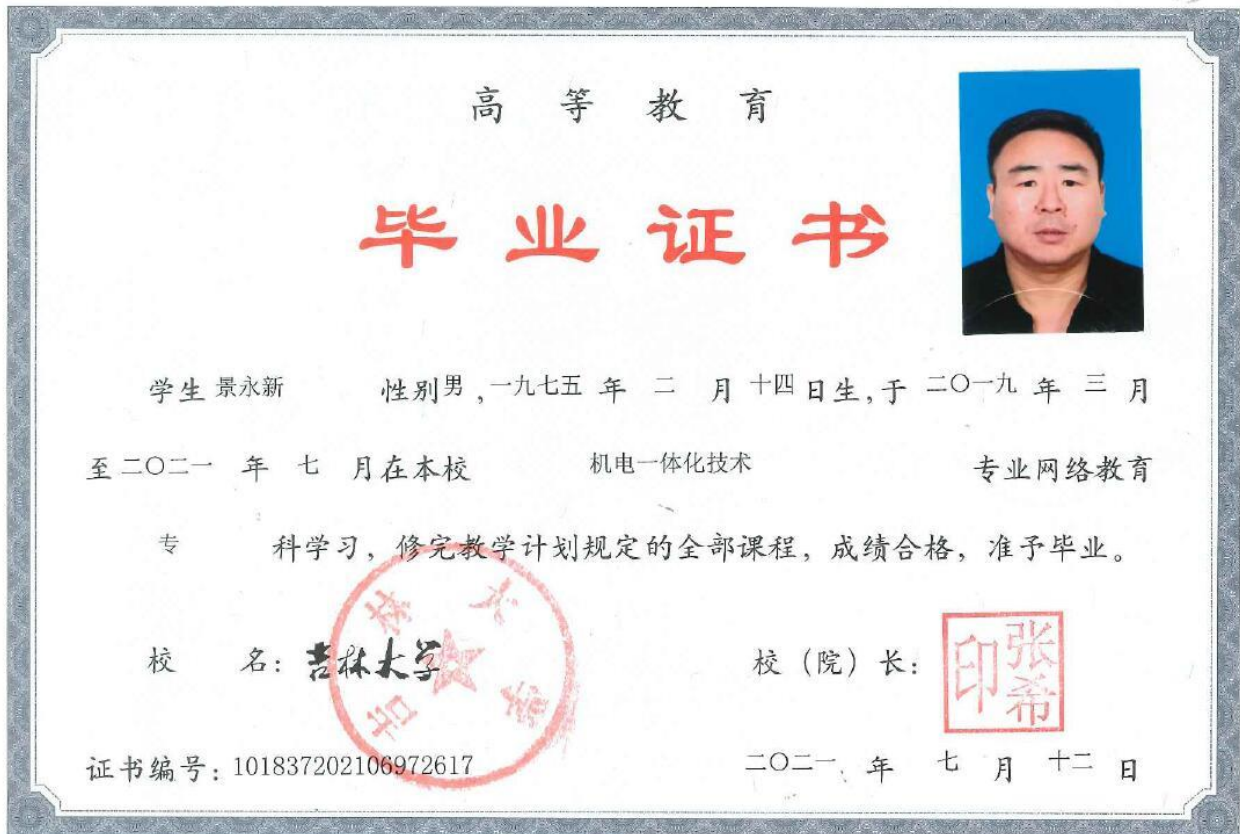 高等教育
毕业证书
学生 景永新 性别 男,一九七五 年 二 月 十四 日生,于 二〇一九 年 三 月
至 二〇二一 年 七 月在本校 机电一体化技术 专业网络教育
专 科学习，修完教学计划规定的全部课程，成绩合格，准予毕业。
校 名：吉林大学 校（院）长：
吉林大学
张希印
证书编号：101837202106972617 二〇二一 年 七 月 十二 日